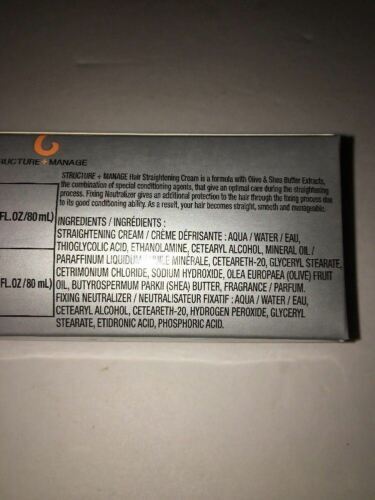 RUCTURE + MANAGE
STRUCTURE + MANAGE Hair Straightening Cream is a formula with Olive & Shea Butter Extracts,
the combination of special conditioning agents, that give an optimal care during the straightening
process. Fixing Neutralizer gives an additional protection to the hair through the fixing process due
to its good conditioning ability. As a result, your hair becomes straight, smooth and manageable.
FL.OZ/80 mL)
INGREDIENTS / INGRÉDIENTS :
STRAIGHTENING CREAM / CRÈME DÉFRISANTE : AQUA / WATER / EAU,
THIOGLYCOLIC ACID, ETHANOLAMINE, CETEARYL ALCOHOL, MINERAL OIL /
PARAFFINUM LIQUIDUM / HUILE MINÉRALE, CETEARETH-20, GLYCERYL STEARATE,
CETRIMONIUM CHLORIDE, SODIUM HYDROXIDE, OLEA EUROPAEA (OLIVE) FRUIT
FL.OZ/80 mL)
OIL, BUTYROSPERMUM PARKII (SHEA) BUTTER, FRAGRANCE / PARFUM.
FIXING NEUTRALIZER / NEUTRALISATEUR FIXATIF : AQUA / WATER / EAU,
CETEARYL ALCOHOL, CETEARETH-20, HYDROGEN PEROXIDE, GLYCERYL
STEARATE, ETIDRONIC ACID, PHOSPHORIC ACID.